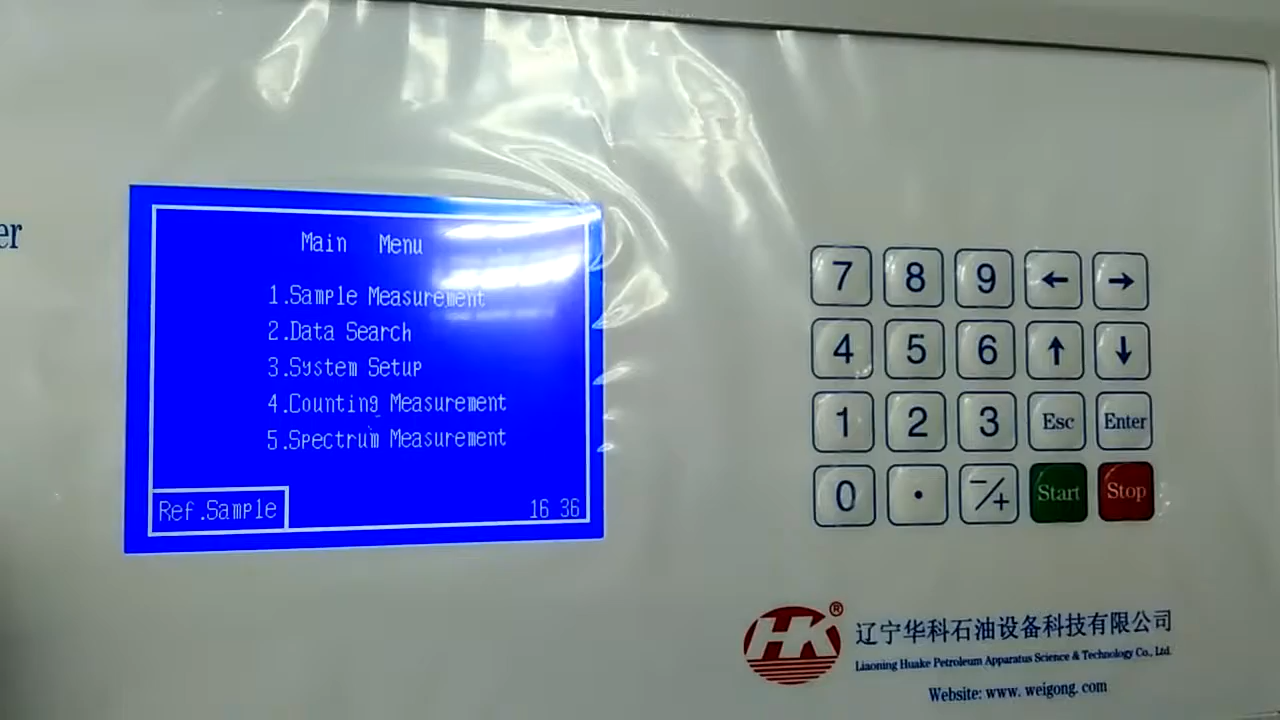 er
Main Menu
1.Sample Measurement
2.Data Search
3.System Setup
4.Counting Measurement
5.Spectrum Measurement
Ref.Sample
16 36
7 8 9 ← →
4 5 6 ↑ ↓
1 2 3 Esc Enter
0 . −/+ Start Stop
HK ®
辽宁华科石油设备科技有限公司
Liaoning Huake Petroleum Apparatus Science & Technology Co., Ltd.
Website: www. weigong. com